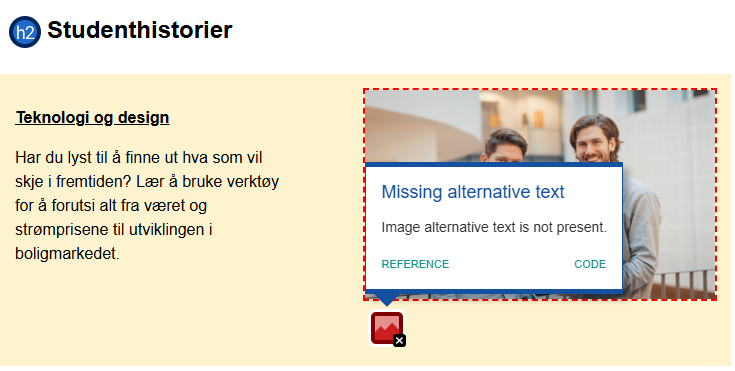 h2 Studenthistorier
Teknologi og design
Har du lyst til å finne ut hva som vil
skje i fremtiden? Lær å bruke verktøy
for å forutsi alt fra været og
strømprisene til utviklingen i
boligmarkedet.
Missing alternative text
Image alternative text is not present.
REFERENCE CODE